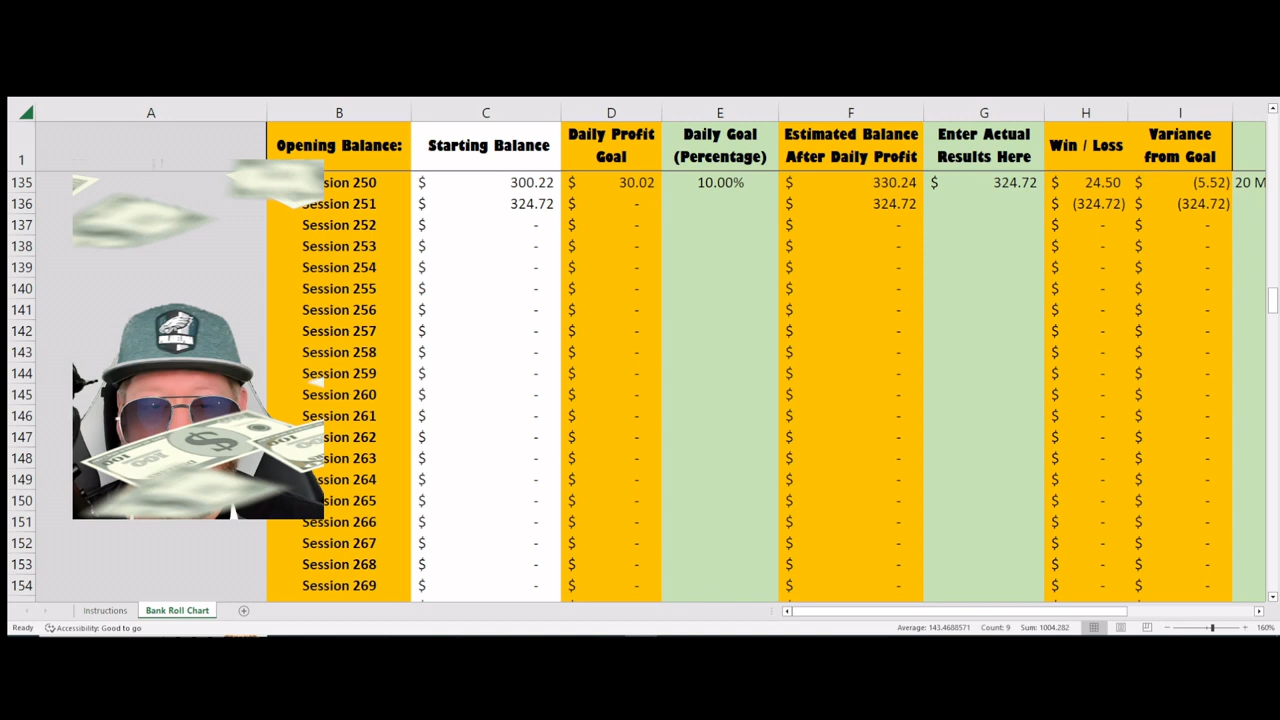 A B C D E F G H I
1 Opening Balance: Starting Balance Daily Profit Goal Daily Goal (Percentage) Estimated Balance After Daily Profit Enter Actual Results Here Win / Loss Variance from Goal
135 sion 250 $ 300.22 $ 30.02 10.00% $ 330.24 $ 324.72 $ 24.50 $ (5.52) 20 M
136 Session 251 $ 324.72 $ - $ 324.72 $ (324.72) $ (324.72)
137 Session 252 $ - $ - $ - $ - $ -
138 Session 253 $ - $ - $ - $ - $ -
139 Session 254 $ - $ - $ - $ - $ -
140 Session 255 $ - $ - $ - $ - $ -
141 Session 256 $ - $ - $ - $ - $ -
142 Session 257 $ - $ - $ - $ - $ -
143 Session 258 $ - $ - $ - $ - $ -
144 Session 259 $ - $ - $ - $ - $ -
145 Session 260 $ - $ - $ - $ - $ -
146 Session 261 $ - $ - $ - $ - $ -
147 262 $ - $ - $ - $ - $ -
148 ssion 263 $ - $ - $ - $ - $ -
149 ssion 264 $ - $ - $ - $ - $ -
150 sion 265 $ - $ - $ - $ - $ -
151 Session 266 $ - $ - $ - $ - $ -
152 Session 267 $ - $ - $ - $ - $ -
153 Session 268 $ - $ - $ - $ - $ -
154 Session 269 $ - $ - $ - $ - $ -
Instructions Bank Roll Chart
Ready Accessibility: Good to go Average: 143.4688571 Count: 9 Sum: 1004.282 160%